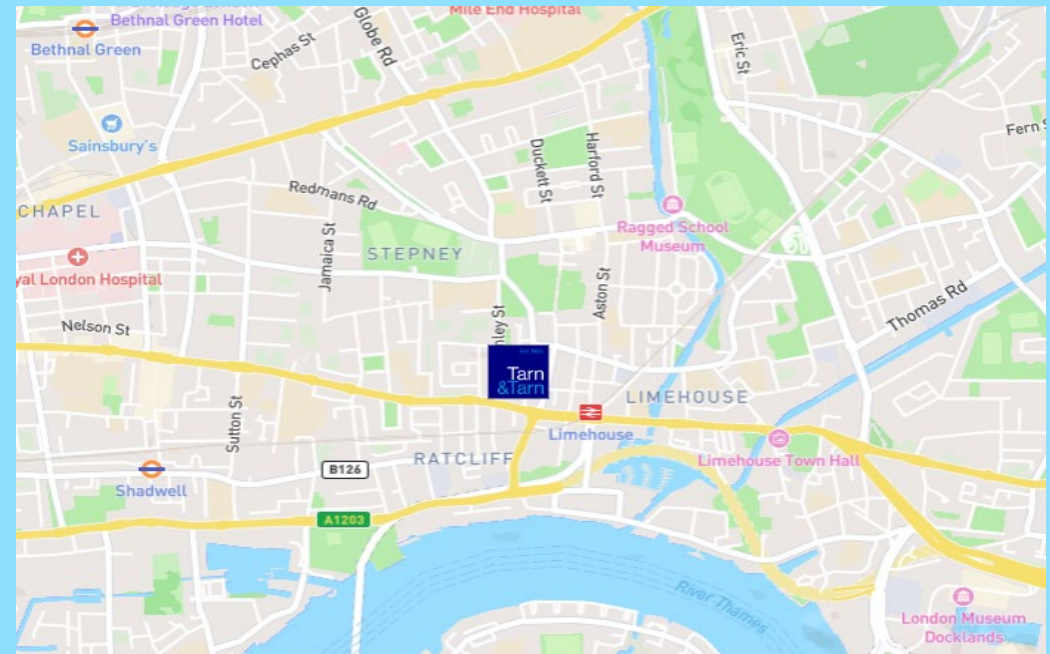 Mile End Hospital
Bethnal Green Hotel
Bethnal Green
Cephas St
Globe Rd
Eric St
Sainsbury's
Fern
Duckett St
Harford St
Redmans Rd
CHAPEL
Ragged School
Museum
STEPNEY
Jamaica St
yal London Hospital
Aston St
Thomas Rd
Nelson St
nley St
Tarn
&Tarn
LIMEHOUSE
Sutton St
Limehouse
RATCLIFF
Limehouse Town Hall
B126
Shadwell
A1203
River Thames
London Museum
Docklands